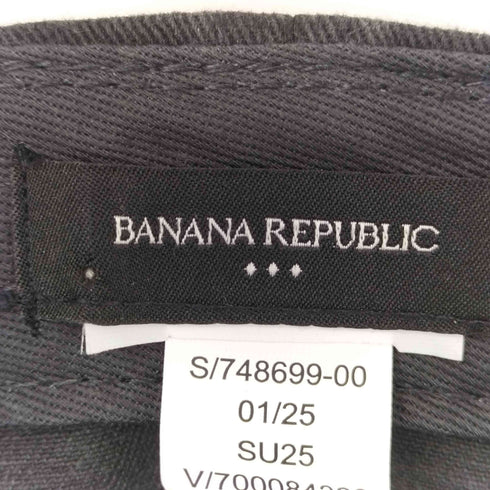 BANANA REPUBLIC
S/748699-00
01/25
SU25